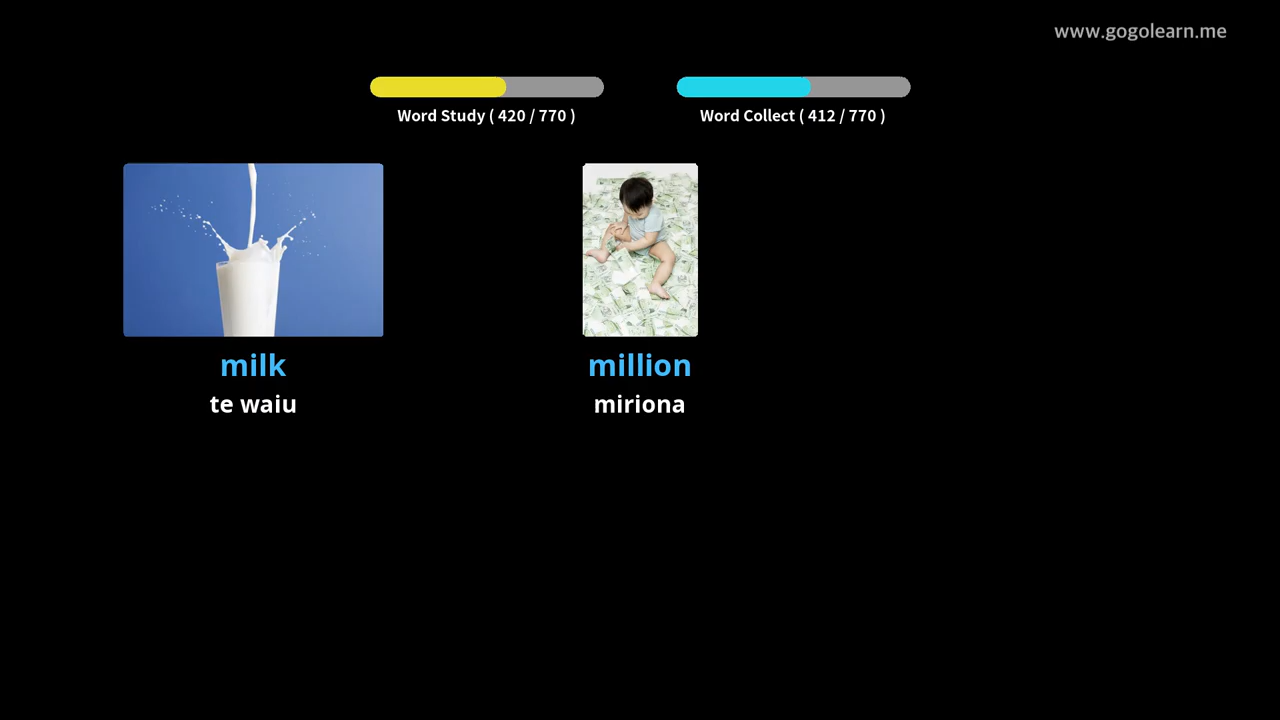 www.gogolearn.me
Word Study ( 420 / 770 )
Word Collect ( 412 / 770 )
milk
te waiu
million
miriona